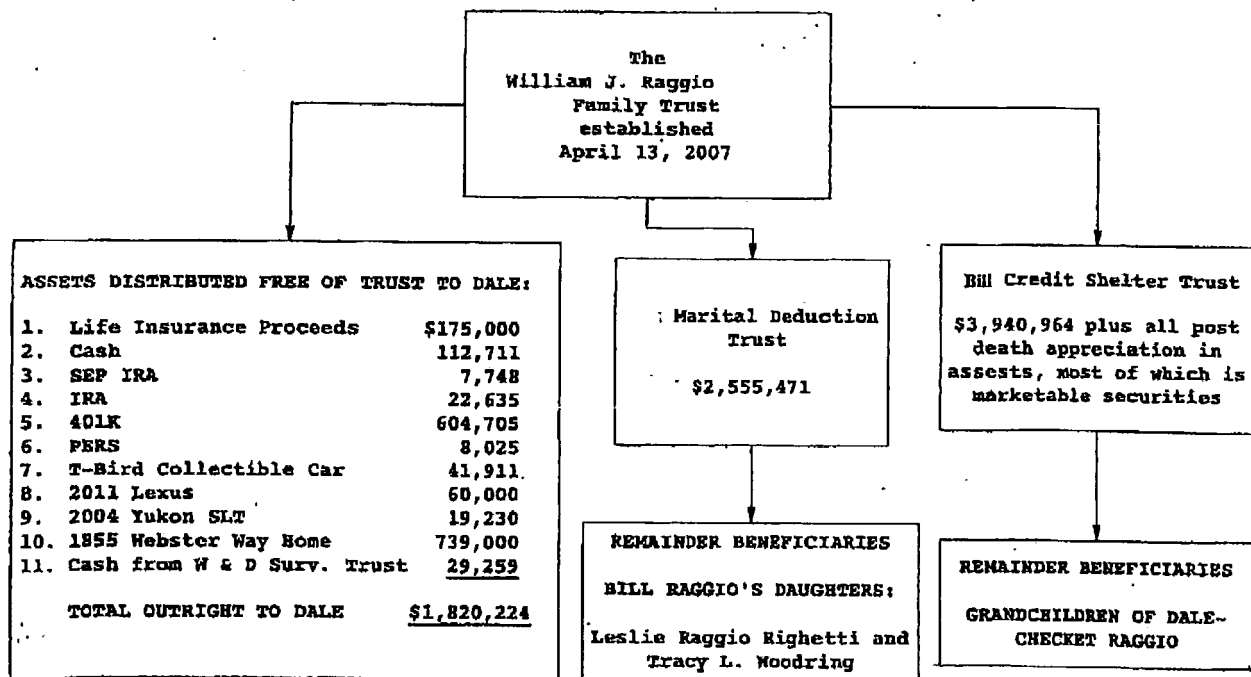 The
William J. Raggio
Family Trust
established
April 13, 2007
ASSETS DISTRIBUTED FREE OF TRUST TO DALE:
1. Life Insurance Proceeds $175,000
2. Cash 112,711
3. SEP IRA 7,748
4. IRA 22,635
5. 401K 604,705
6. PERS 8,025
7. T-Bird Collectible Car 41,911
8. 2011 Lexus 60,000
9. 2004 Yukon SLT 19,230
10. 1855 Webster Way Home 739,000
11. Cash from W & D Surv. Trust 29,259
TOTAL OUTRIGHT TO DALE $1,820,224
Marital Deduction
Trust
$2,555,471
REMAINDER BENEFICIARIES
BILL RAGGIO'S DAUGHTERS:
Leslie Raggio Righetti and
Tracy L. Woodring
Bill Credit Shelter Trust
$3,940,964 plus all post
death appreciation in
assests, most of which is
marketable securities
REMAINDER BENEFICIARIES
GRANDCHILDREN OF DALE-
CHECKET RAGGIO